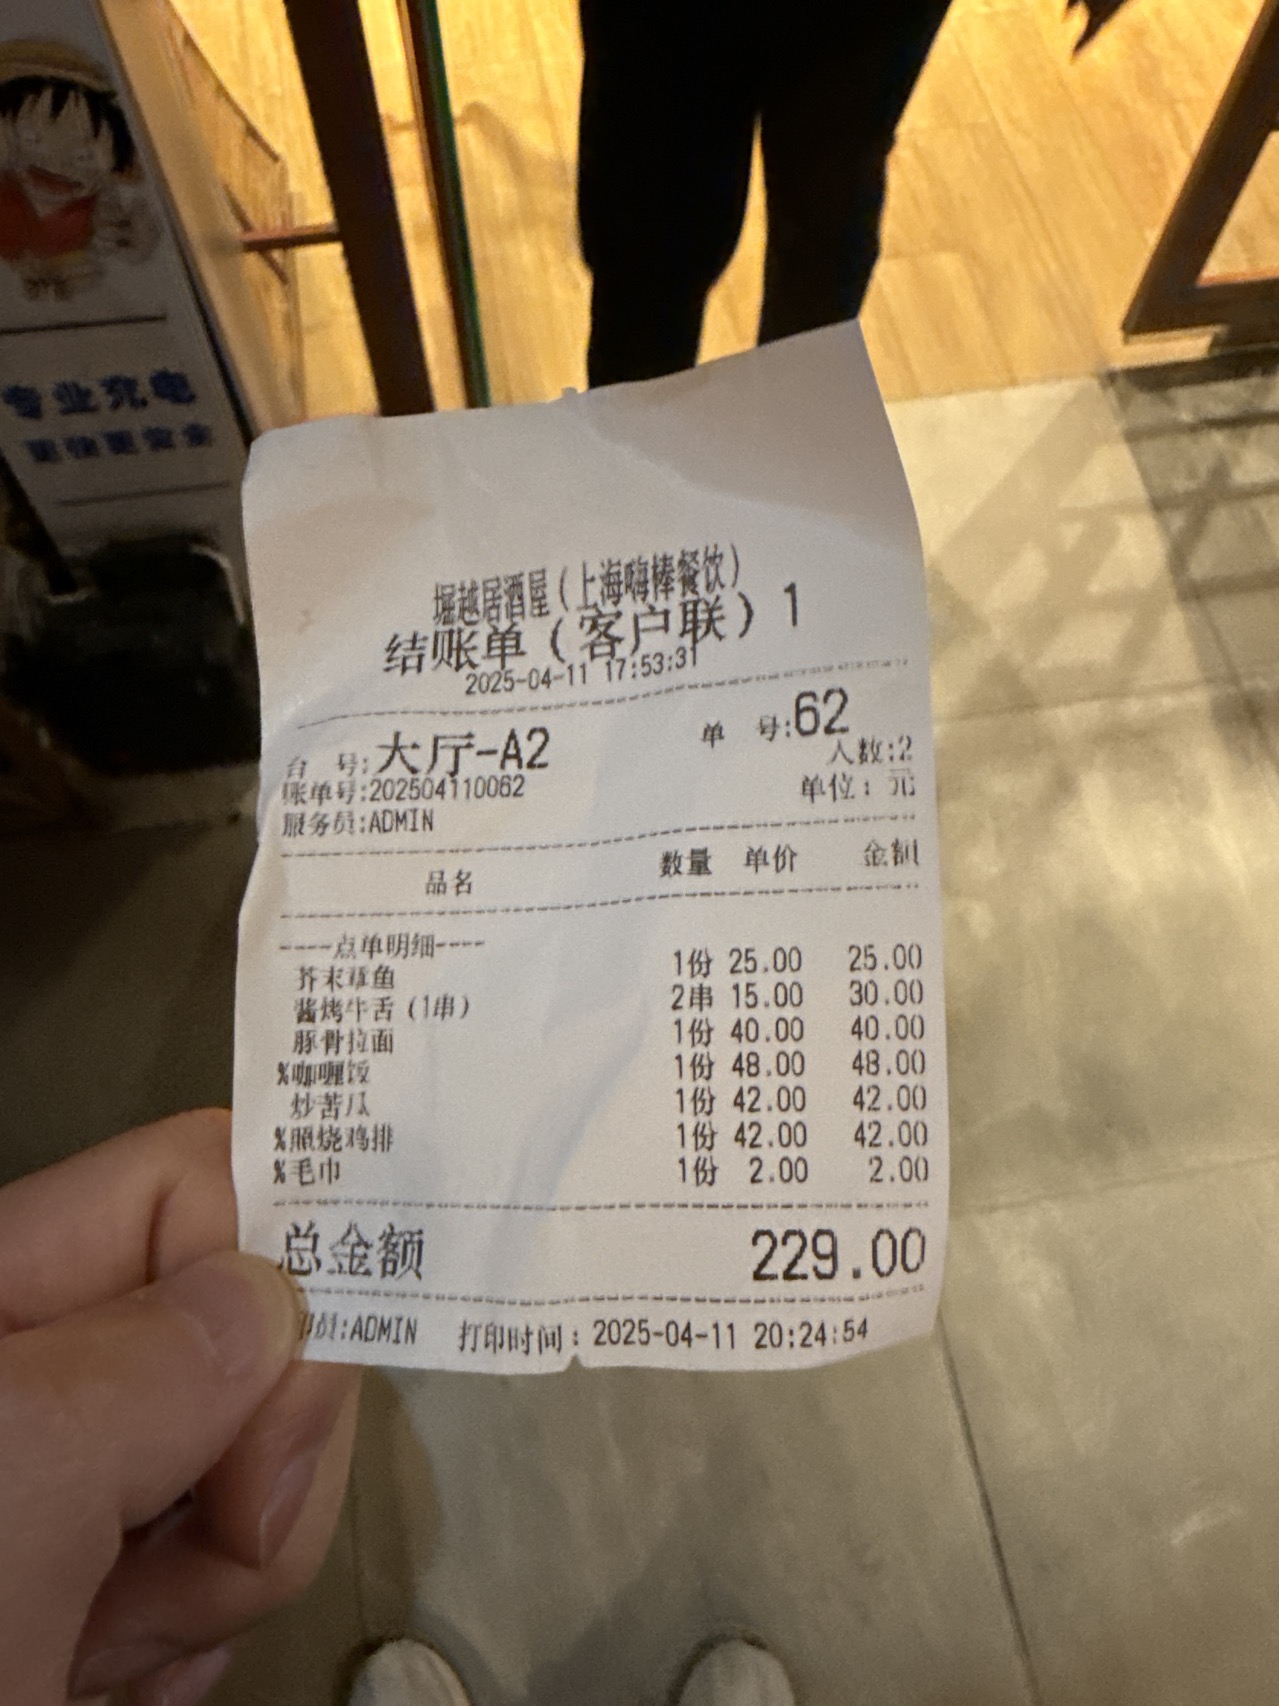 专业充电
更快更安全
堀越居酒屋(上海嗨棒餐饮)
结账单(客户联)1
2025-04-11 17:53:31
单 号:62
台 号:大厅-A2
人数:2
账单号:202504110062
单位: 元
服务员:ADMIN
品名 数量 单价 金额
----点单明细----
芥末章鱼 1份 25.00 25.00
酱烤牛舌(1串) 2串 15.00 30.00
豚骨拉面 1份 40.00 40.00
%咖喱饭 1份 48.00 48.00
炒苦瓜 1份 42.00 42.00
%照烧鸡排 1份 42.00 42.00
%毛巾 1份 2.00 2.00
总金额 229.00
员:ADMIN 打印时间: 2025-04-11 20:24:54